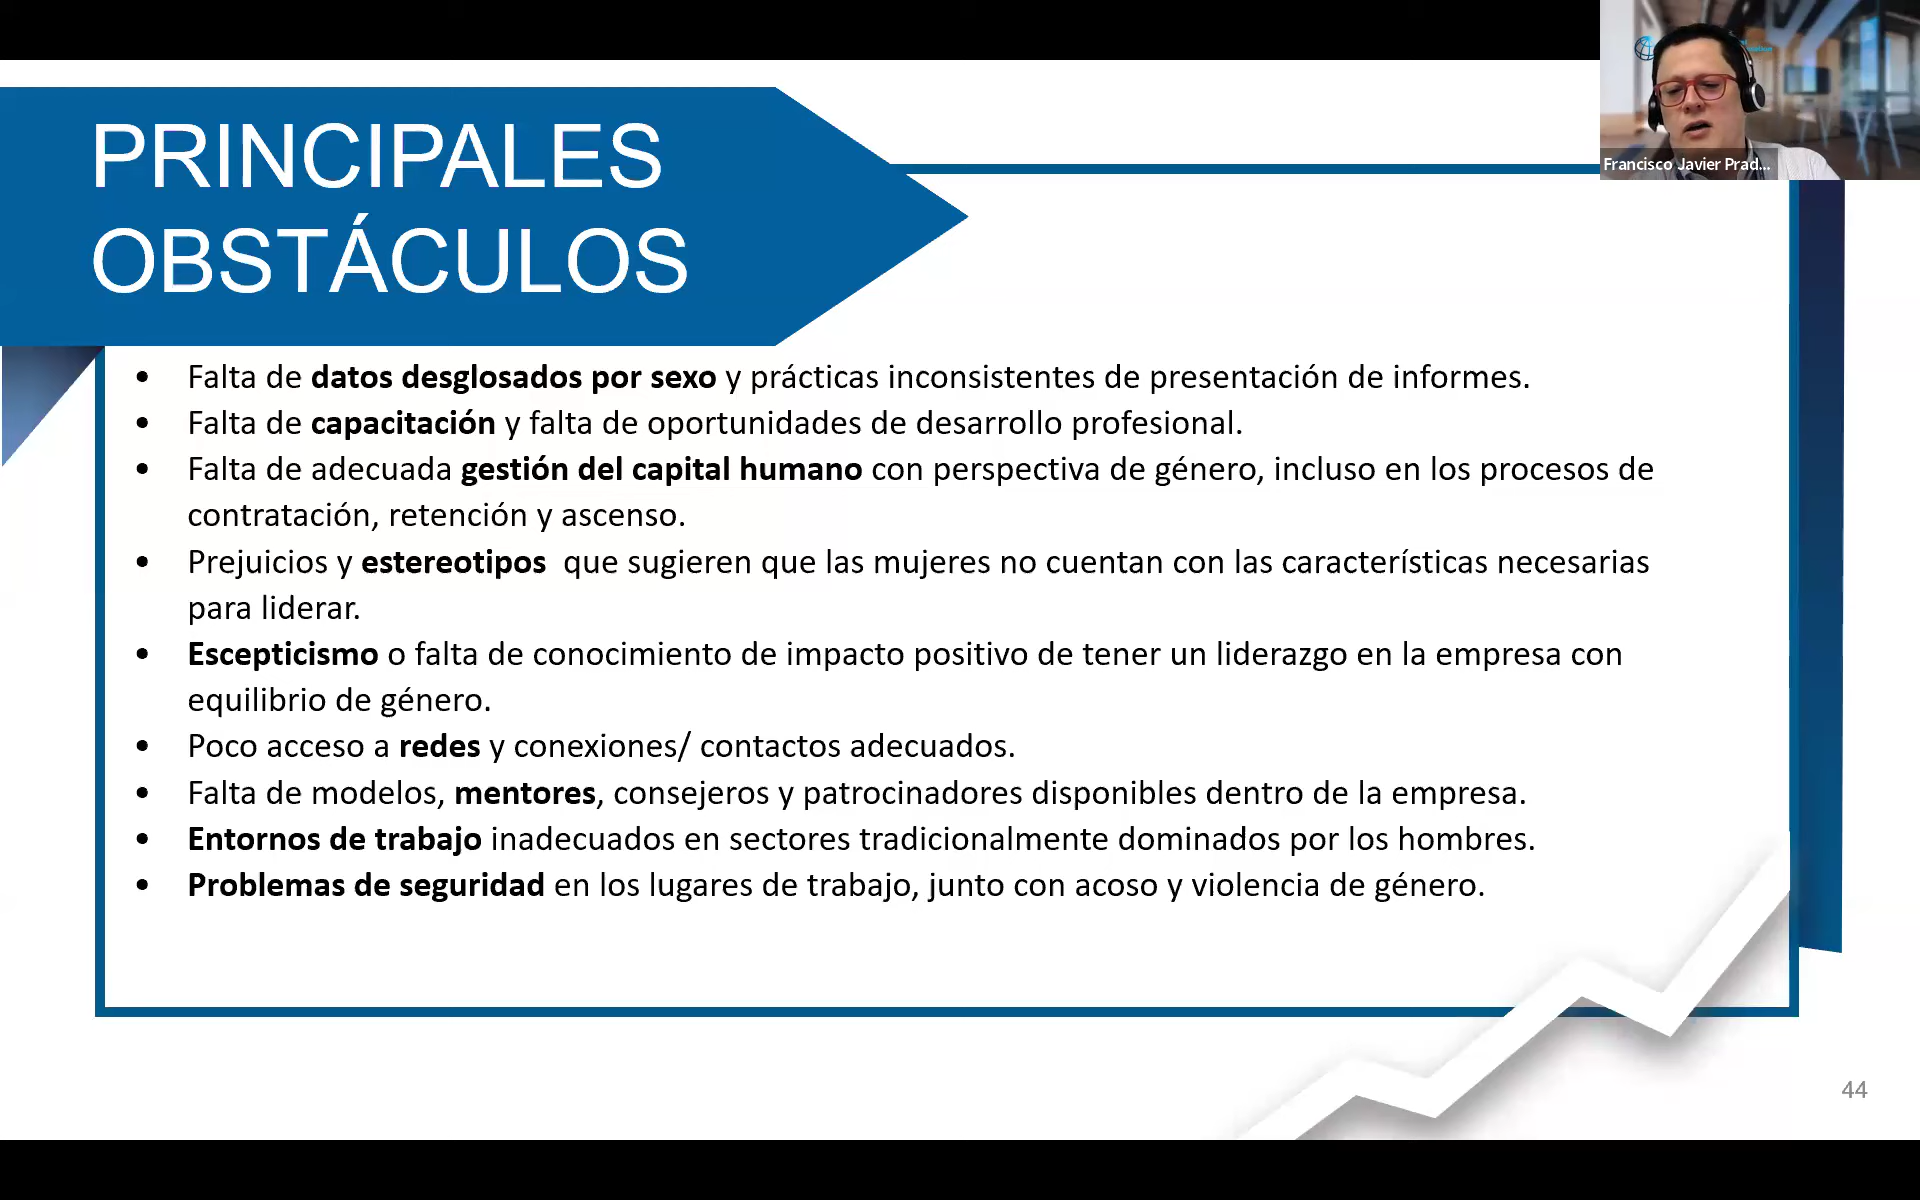 PRINCIPALES
OBSTÁCULOS
Francisco Javier Prad...
• Falta de datos desglosados por sexo y prácticas inconsistentes de presentación de informes.
• Falta de capacitación y falta de oportunidades de desarrollo profesional.
• Falta de adecuada gestión del capital humano con perspectiva de género, incluso en los procesos de
contratación, retención y ascenso.
• Prejuicios y estereotipos que sugieren que las mujeres no cuentan con las características necesarias
para liderar.
• Escepticismo o falta de conocimiento de impacto positivo de tener un liderazgo en la empresa con
equilibrio de género.
• Poco acceso a redes y conexiones/ contactos adecuados.
• Falta de modelos, mentores, consejeros y patrocinadores disponibles dentro de la empresa.
• Entornos de trabajo inadecuados en sectores tradicionalmente dominados por los hombres.
• Problemas de seguridad en los lugares de trabajo, junto con acoso y violencia de género.
44